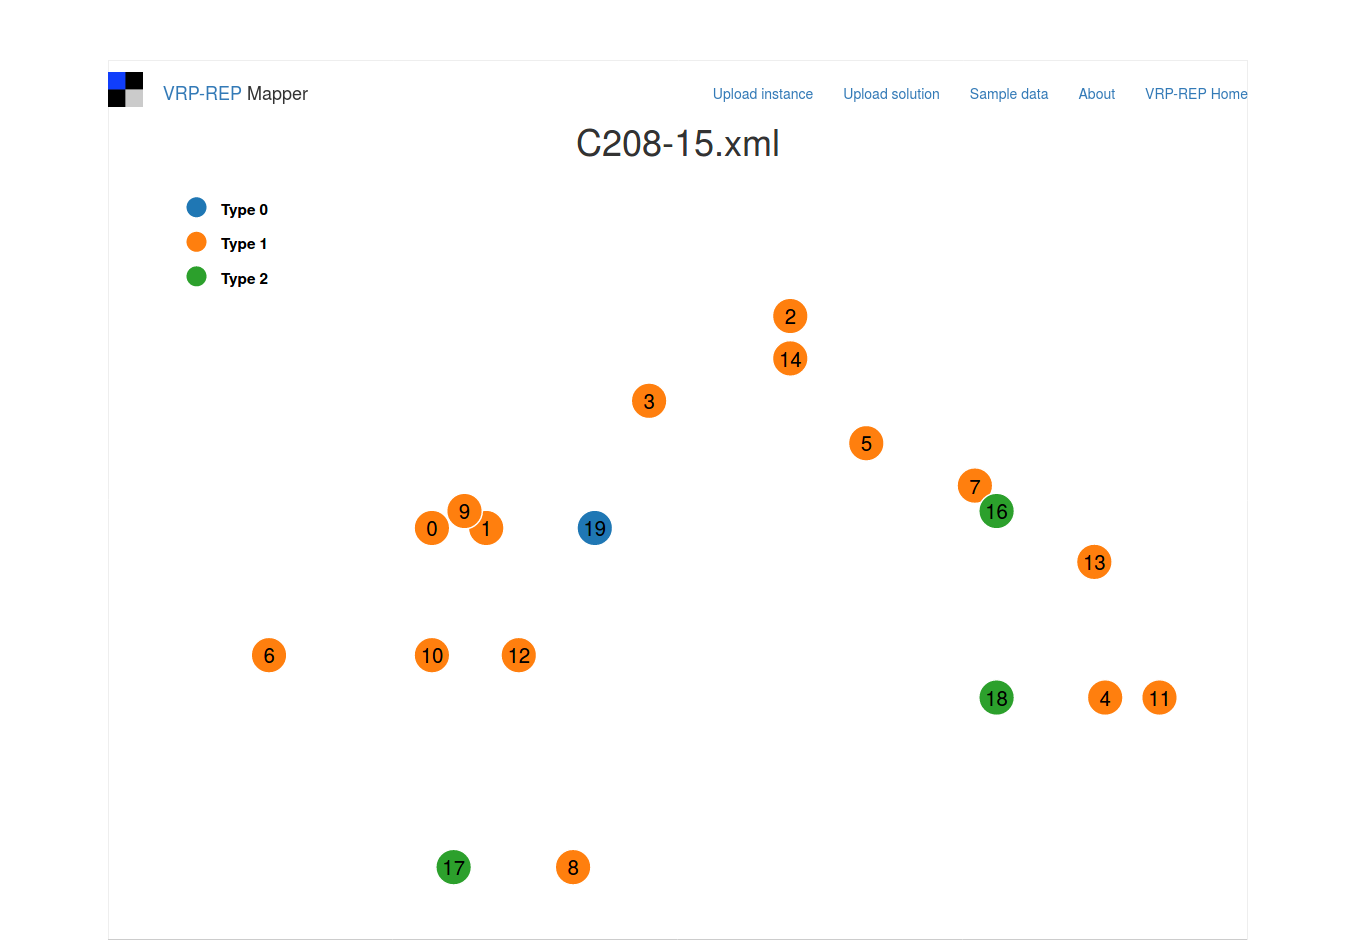 VRP-REP Mapper
Upload instance Upload solution Sample data About VRP-REP Home
C208-15.xml
Type 0
Type 1
Type 2
2
14
3
5
7
9
16
0 1 19
13
6 10 12
18 4 11
17 8